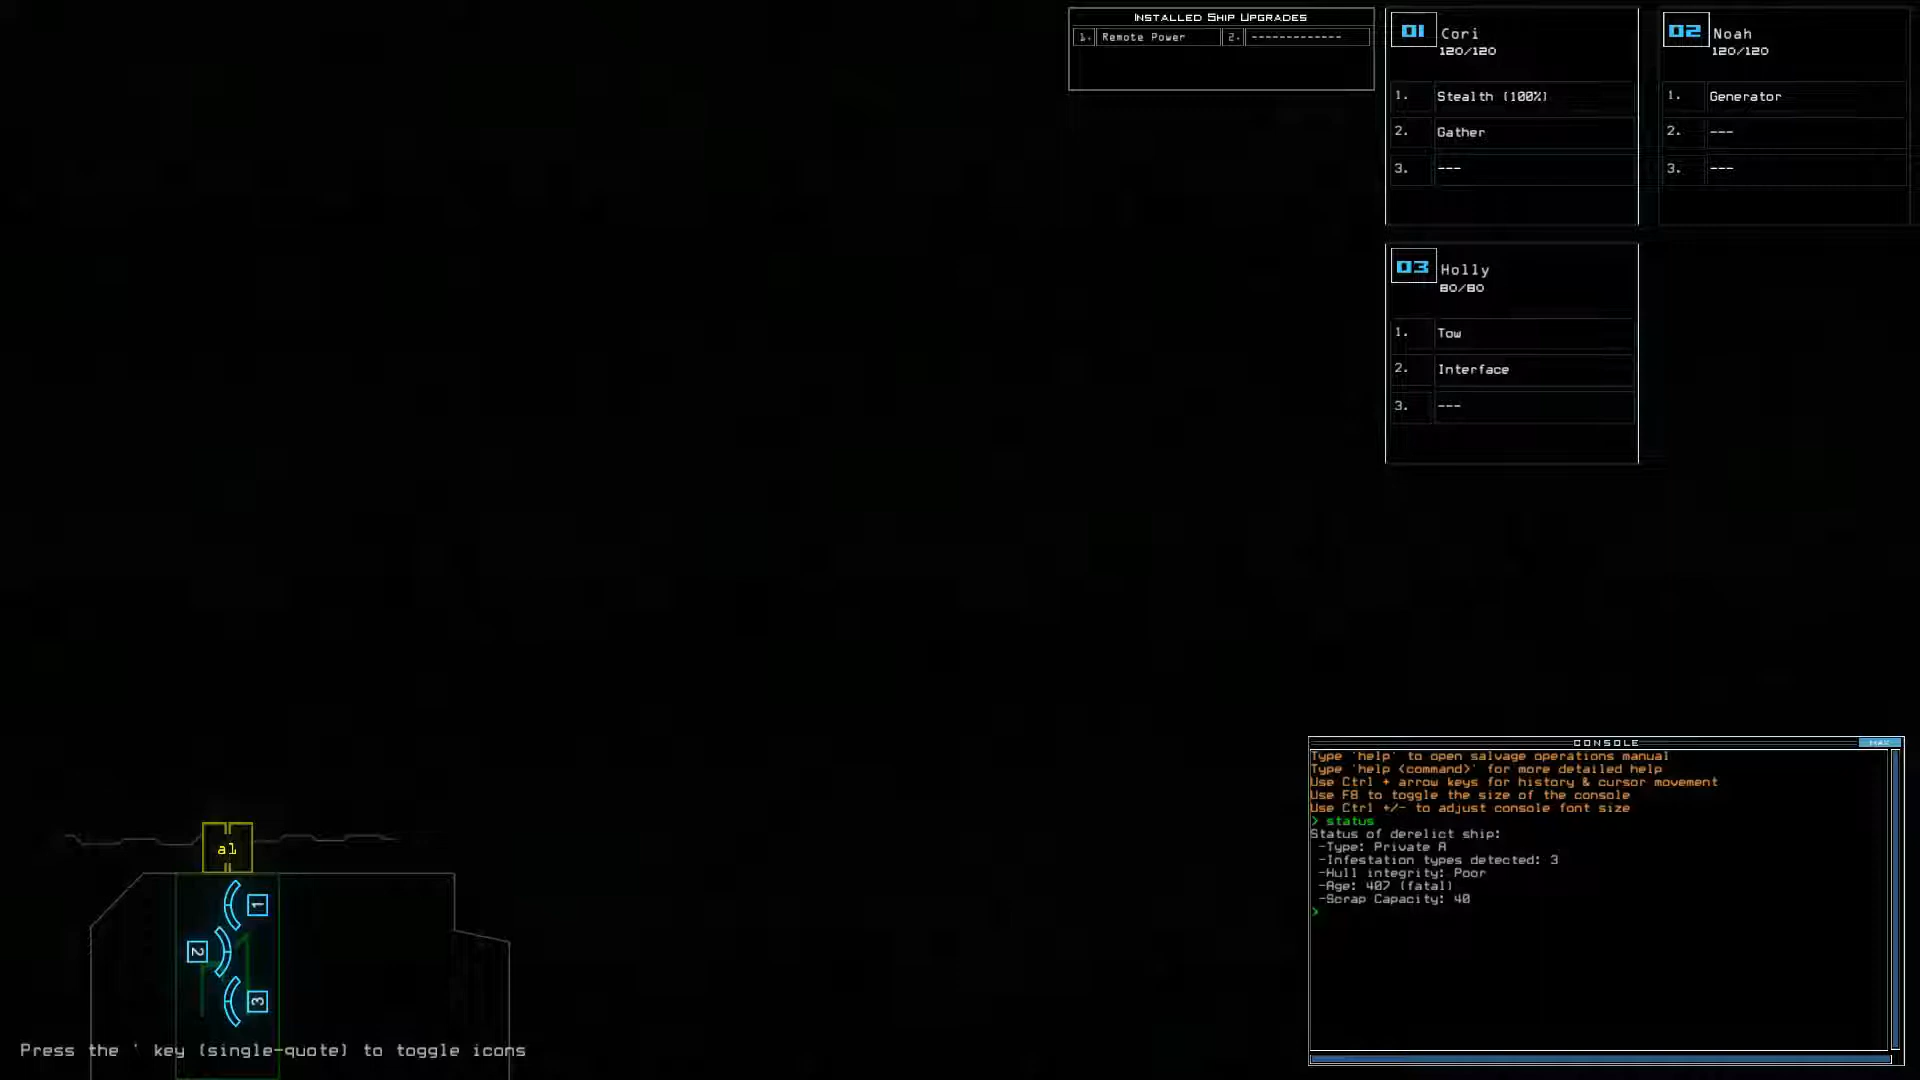 Installed Ship Upgrades
1. Remote Power 2. -------------
01 Cori
120/120
1. Stealth (100%)
2. Gather
3. ---
02 Noah
120/120
1. Generator
2. ---
3. ---
03 Holly
80/80
1. Tow
2. Interface
3. ---
CONSOLE
Type 'help' to open salvage operations manual
Type 'help <command>' for more detailed help
Use Ctrl + arrow keys for history & cursor movement
Use F8 to toggle the size of the console
Use Ctrl +/- to adjust console font size
> status
Status of derelict ship:
-Type: Private A
-Infestation types detected: 3
-Hull integrity: Poor
-Age: 407 (fatal)
-Scrap Capacity: 40
>
a1
1
2
3
Press the ' key (single-quote) to toggle icons